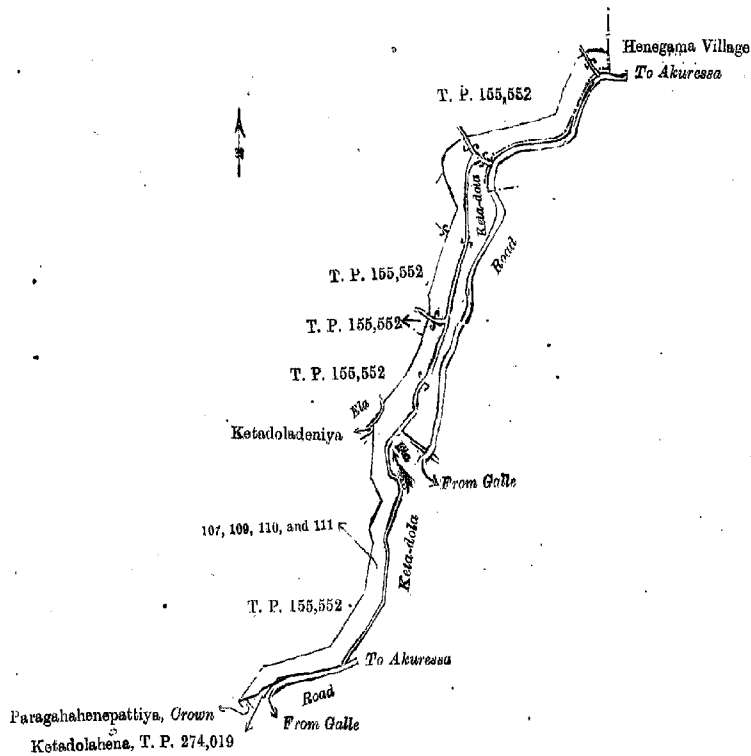 Henegama Village
To Akuressa
T. P. 155,552
Keta-dola
Road
T. P. 155,552
T. P. 155,552
T. P. 155,552
Ela
Ketadoladeniya
Ela
From Galle
107, 109, 110, and 111
Keta-dola
T. P. 155,552
To Akuressa
Road
Paragahahenepattiya, Crown
From Galle
Ketadolahena, T. P. 274,019